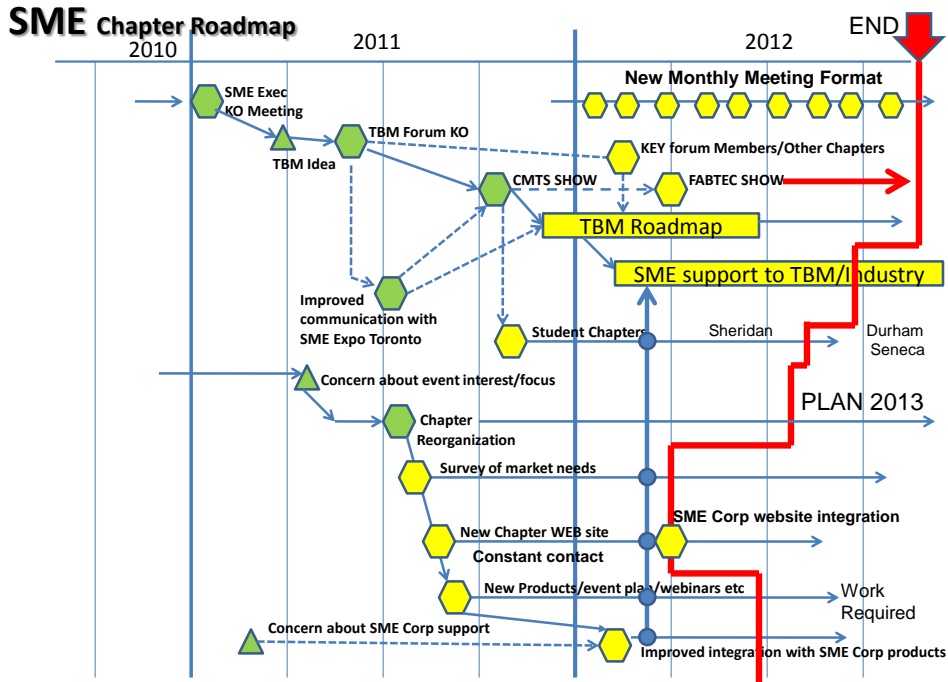 SME Chapter Roadmap
END
2010
2011
2012
New Monthly Meeting Format
SME Exec
KO Meeting
TBM Forum KO
TBM Idea
KEY forum Members/Other Chapters
CMTS SHOW
FABTEC SHOW
TBM Roadmap
SME support to TBM/Industry
Improved
communication with
SME Expo Toronto
Student Chapters
Sheridan
Durham
Seneca
Concern about event interest/focus
PLAN 2013
Chapter
Reorganization
Survey of market needs
SME Corp website integration
New Chapter WEB site
Constant contact
New Products/event plan/webinars etc
Work
Required
Concern about SME Corp support
Improved integration with SME Corp products